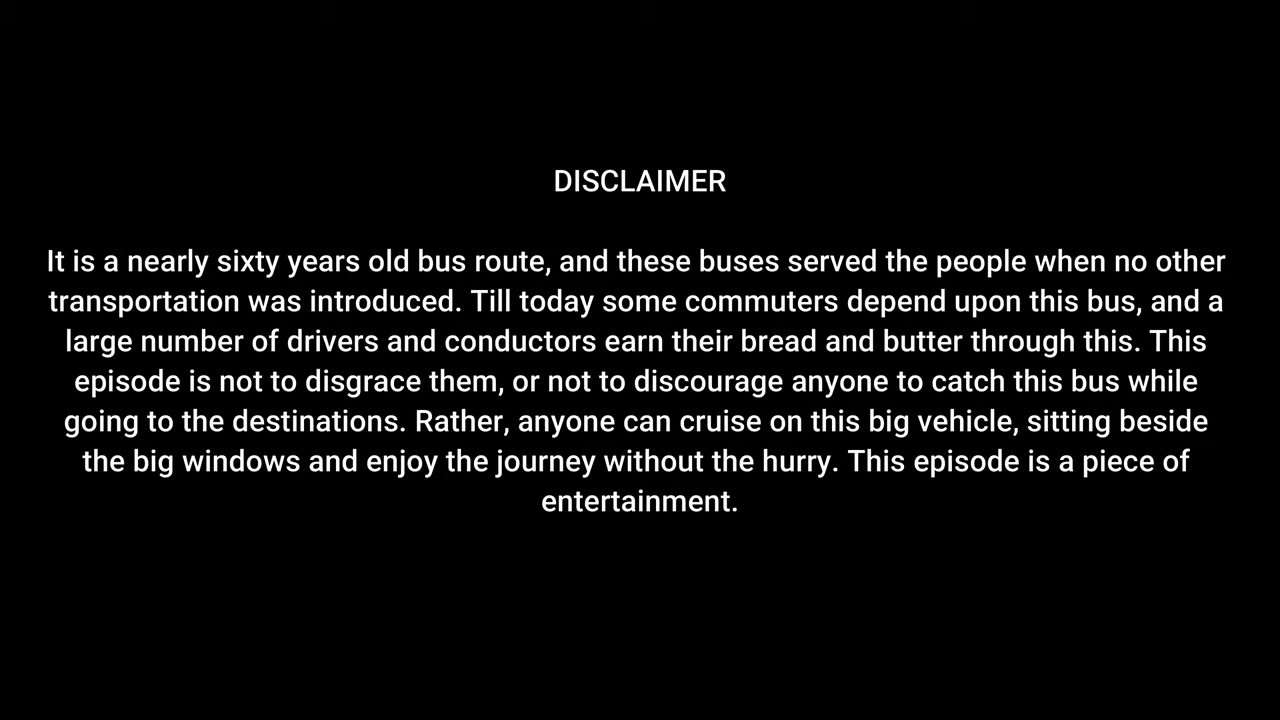 DISCLAIMER
It is a nearly sixty years old bus route, and these buses served the people when no other
transportation was introduced. Till today some commuters depend upon this bus, and a
large number of drivers and conductors earn their bread and butter through this. This
episode is not to disgrace them, or not to discourage anyone to catch this bus while
going to the destinations. Rather, anyone can cruise on this big vehicle, sitting beside
the big windows and enjoy the journey without the hurry. This episode is a piece of
entertainment.